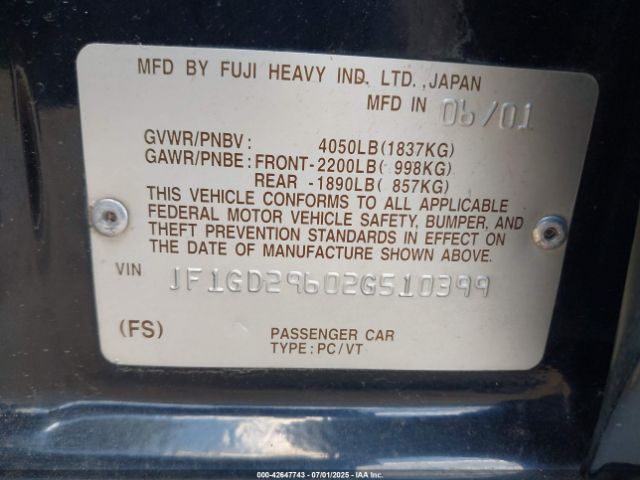 MFD BY FUJI HEAVY IND. LTD.,JAPAN
MFD IN 06/01
GVWR/PNBV: 4050LB(1837KG)
GAWR/PNBE: FRONT-2200LB( 998KG)
REAR -1890LB( 857KG)
THIS VEHICLE CONFORMS TO ALL APPLICABLE
FEDERAL MOTOR VEHICLE SAFETY, BUMPER, AND
THEFT PREVENTION STANDARDS IN EFFECT ON
THE DATE OF MANUFACTURE SHOWN ABOVE.
VIN JF1GD29602G510399
(FS) PASSENGER CAR
TYPE:PC/VT
000-42647743 - 07/01/2025 - IAA Inc.